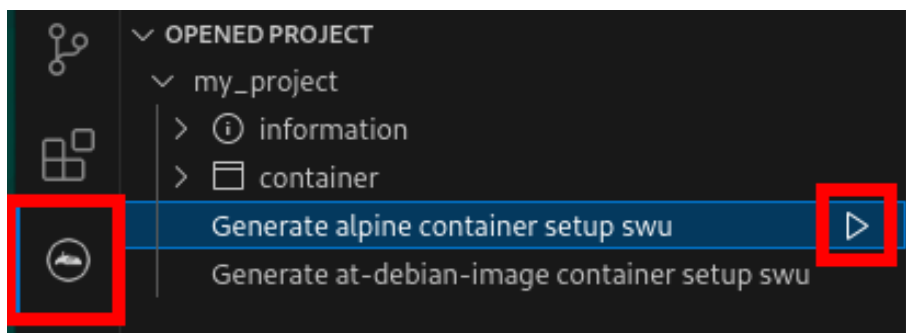 OPENED PROJECT
my_project
information
container
Generate alpine container setup swu
Generate at-debian-image container setup swu